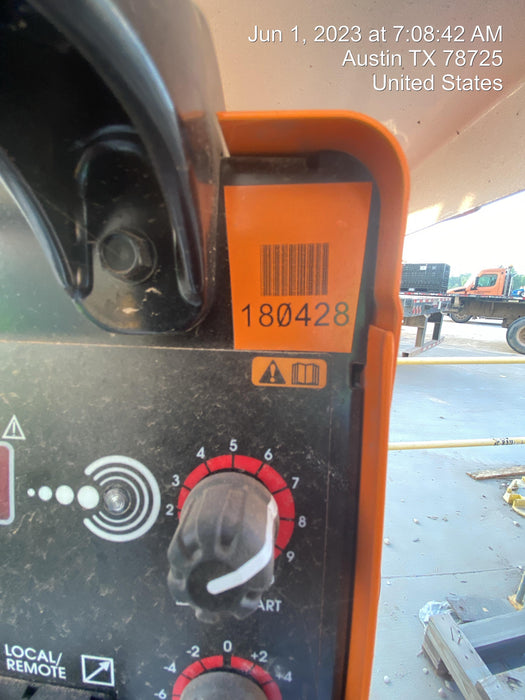 Jun 1, 2023 at 7:08:42 AM
Austin TX 78725
United States
180428
5
4 6
3 7
2 8
9
ART
LOCAL/
REMOTE
-2 0 +2
-4 +4
-6